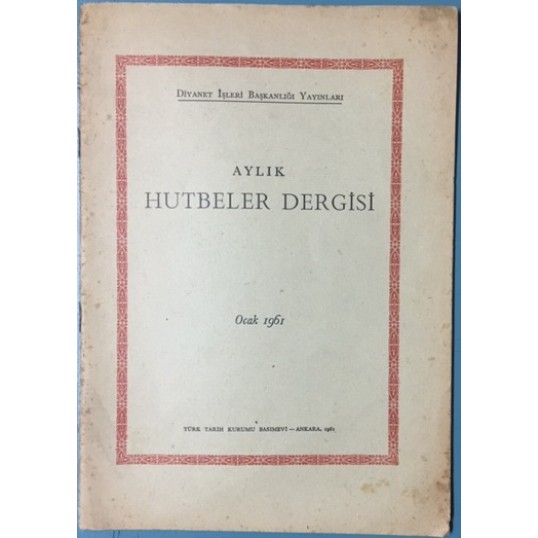 Diyanet İşleri Başkanlığı Yayınları
AYLIK
HUTBELER DERGİSİ
Ocak 1961
TÜRK TARİH KURUMU BASIMEVİ—ANKARA, 1961